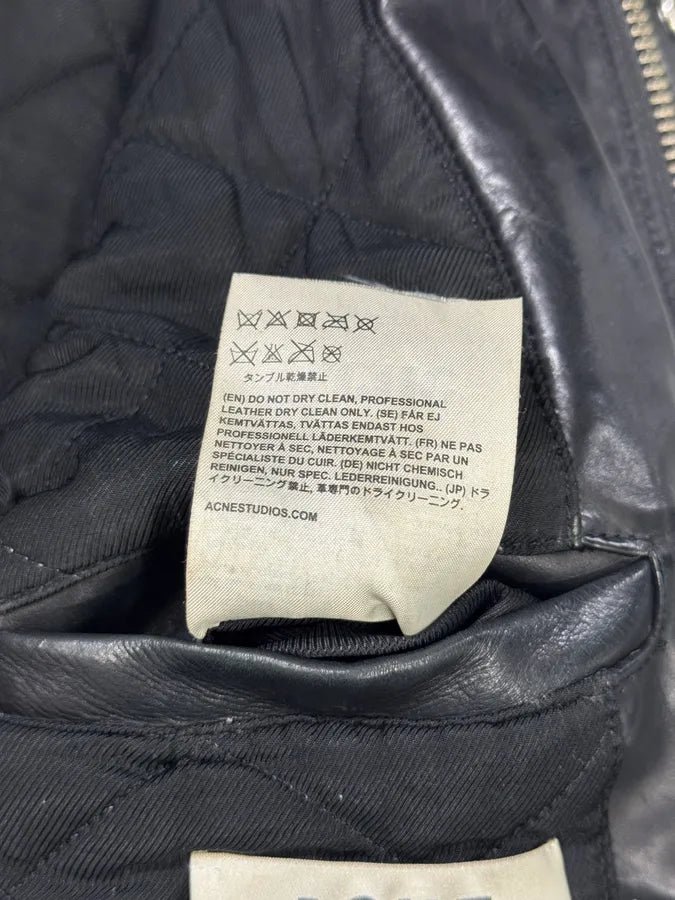 タンブル乾燥禁止
(EN) DO NOT DRY CLEAN, PROFESSIONAL
LEATHER DRY CLEAN ONLY. (SE) FÅR EJ
KEMTVÄTTAS, TVÄTTAS ENDAST HOS
PROFESSIONELL LÄDERKEMTVÄTT. (FR) NE PAS
NETTOYER À SEC, NETTOYAGE À SEC PAR UN
SPÉCIALISTE DU CUIR. (DE) NICHT CHEMISCH
REINIGEN, NUR SPEC. LEDERREINIGUNG.. (JP) ドラ
イクリーニング禁止, 革専門のドライクリーニング.
ACNESTUDIOS.COM